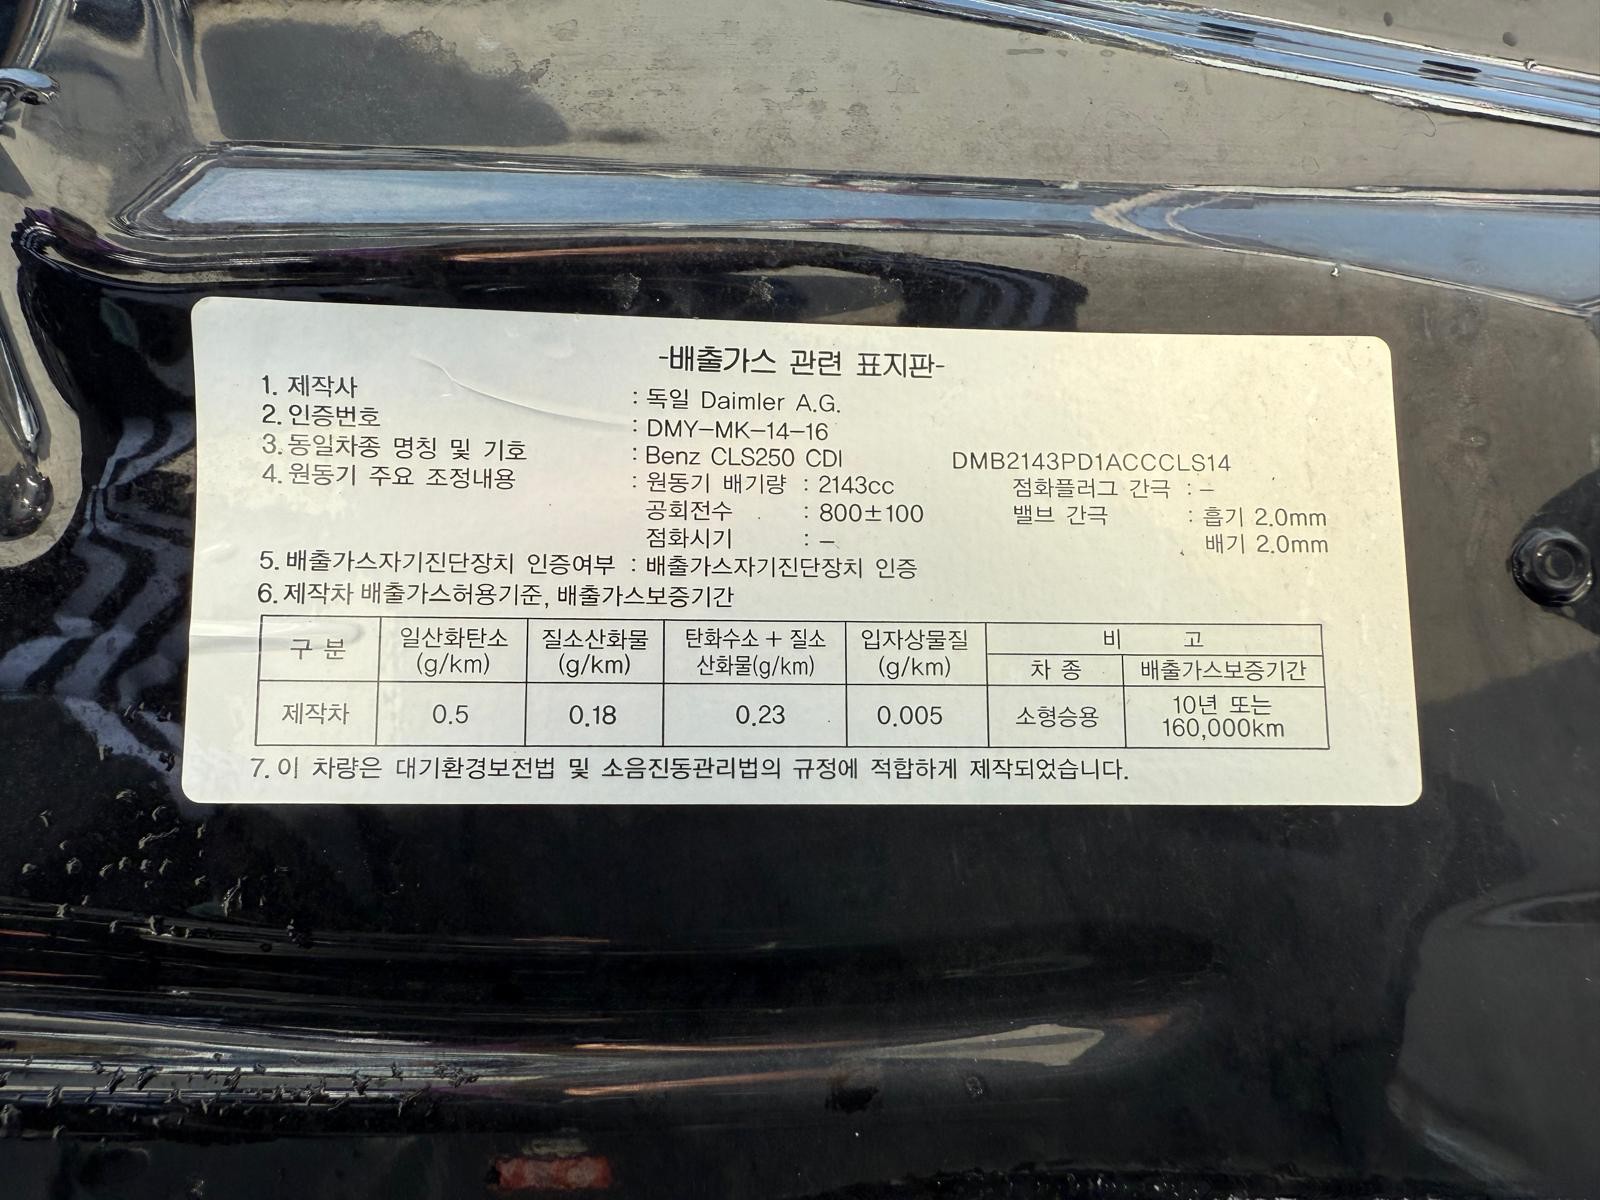 -배출가스 관련 표지판-
1. 제작사 : 독일 Daimler A.G.
2. 인증번호 : DMY-MK-14-16
3. 동일차종 명칭 및 기호 : Benz CLS250 CDI DMB2143PD1ACCCLS14
4. 원동기 주요 조정내용 : 원동기 배기량 : 2143cc 점화플러그 간극 : -
공회전수 : 800±100 밸브 간극 : 흡기 2.0mm
점화시기 : - 배기 2.0mm
5. 배출가스자기진단장치 인증여부 : 배출가스자기진단장치 인증
6. 제작차 배출가스허용기준, 배출가스보증기간
구 분 일산화탄소 (g/km) 질소산화물 (g/km) 탄화수소 + 질소 산화물(g/km) 입자상물질 (g/km) 비 고
차 종 배출가스보증기간
제작차 0.5 0.18 0.23 0.005 소형승용 10년 또는 160,000km
7. 이 차량은 대기환경보전법 및 소음진동관리법의 규정에 적합하게 제작되었습니다.